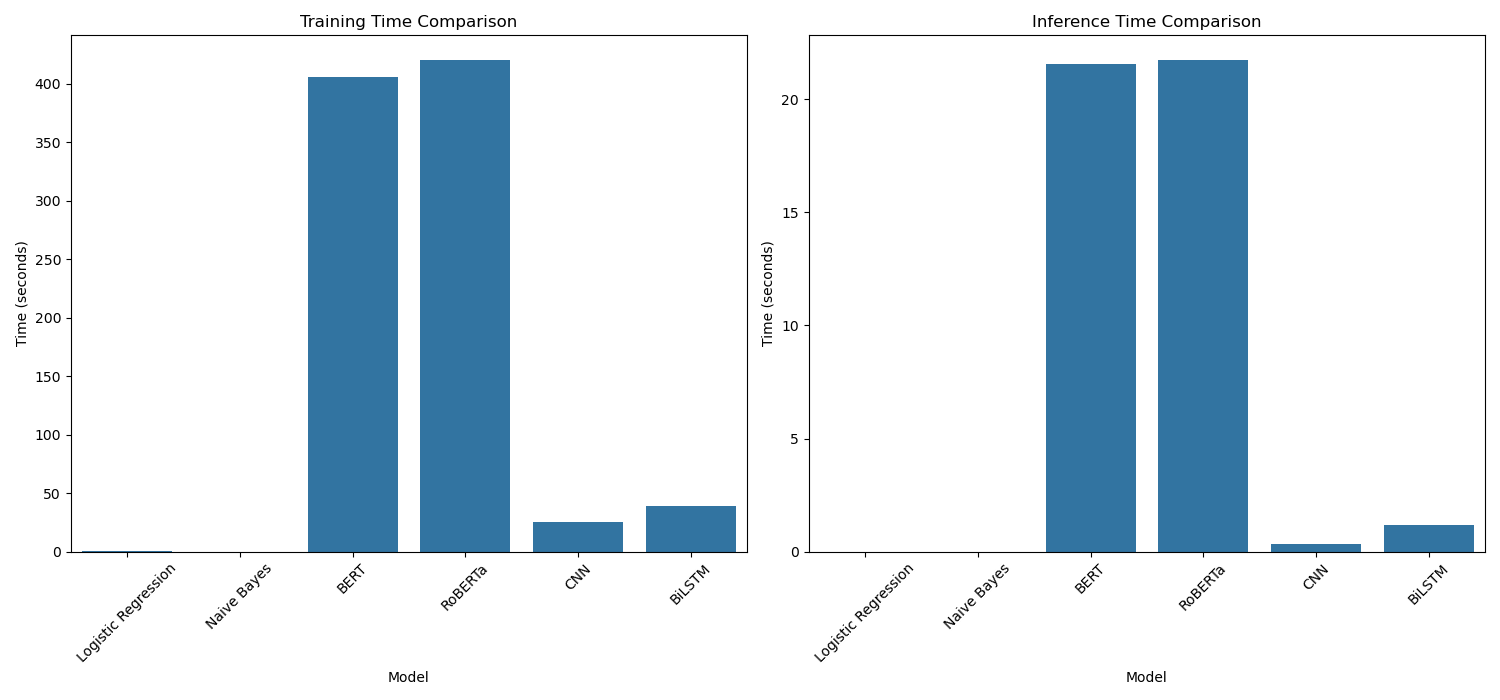 Training Time Comparison
Time (seconds)
400
350
300
250
200
150
100
50
0
Logistic Regression
Naive Bayes
BERT
RoBERTa
CNN
BiLSTM
Model
Inference Time Comparison
Time (seconds)
20
15
10
5
0
Logistic Regression
Naive Bayes
BERT
RoBERTa
CNN
BiLSTM
Model